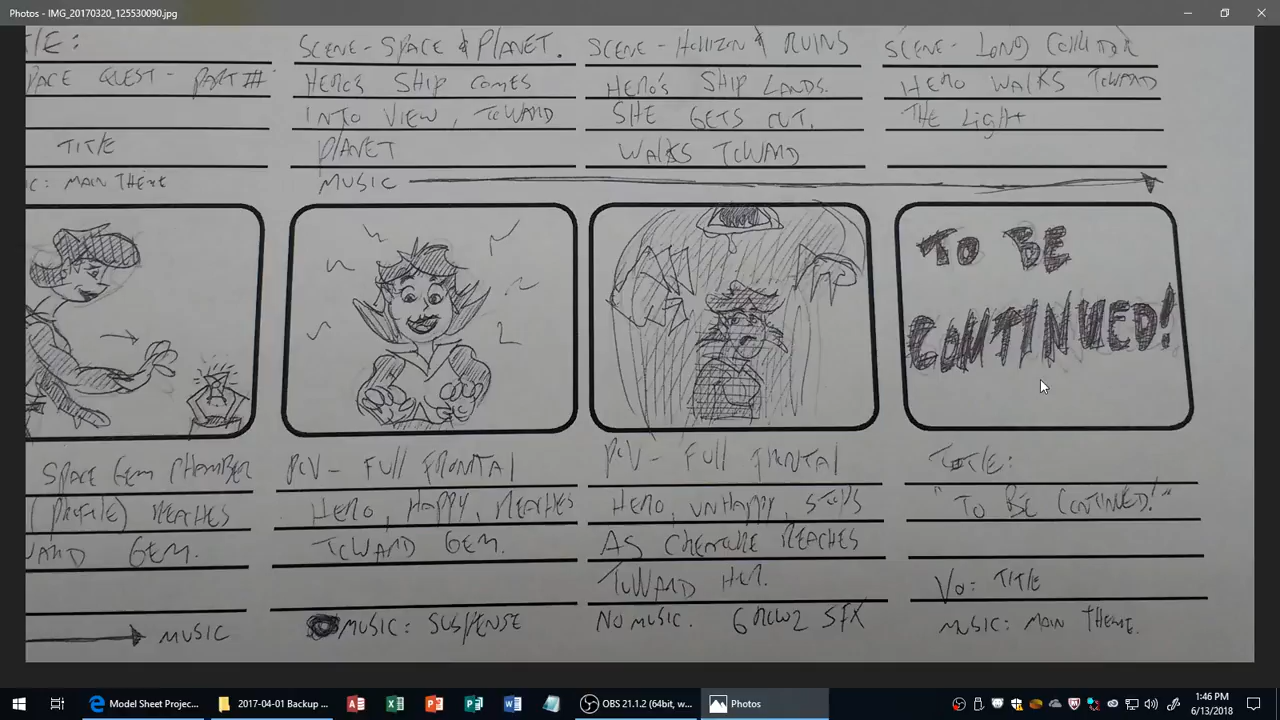 Photos - IMG_20170320_125530090.jpg
TITLE:
SPACE QUEST - PART #
TITLE
MUSIC: MAIN THEME
SCENE - SPACE & PLANET.
HERO'S SHIP COMES
INTO VIEW, TOWARD
PLANET
MUSIC
SCENE - HORIZON & RUINS
HERO'S SHIP LANDS.
SHE GETS OUT.
WALKS TOWARD
SCENE - LONG CORRIDOR
HERO WALKS TOWARD
THE LIGHT
TO BE
CONTINUED!
SPACE GEM CHAMBER
(PROFILE) REACHES
WARD GEM.
MUSIC
POV - FULL FRONTAL
HERO, HAPPY, REACHES
TOWARD GEM.
MUSIC: SUSPENSE
POV - FULL FRONTAL
HERO, UNHAPPY, STOPS
AS CREATURE REACHES
TOWARD HER.
NO MUSIC. GROWL SFX
TITLE:
"TO BE CONTINUED!"
VO: TITLE
MUSIC: MAIN THEME.
Model Sheet Projec...
2017-04-01 Backup ...
OBS 21.1.2 (64bit, w...
Photos
1:46 PM
6/13/2018